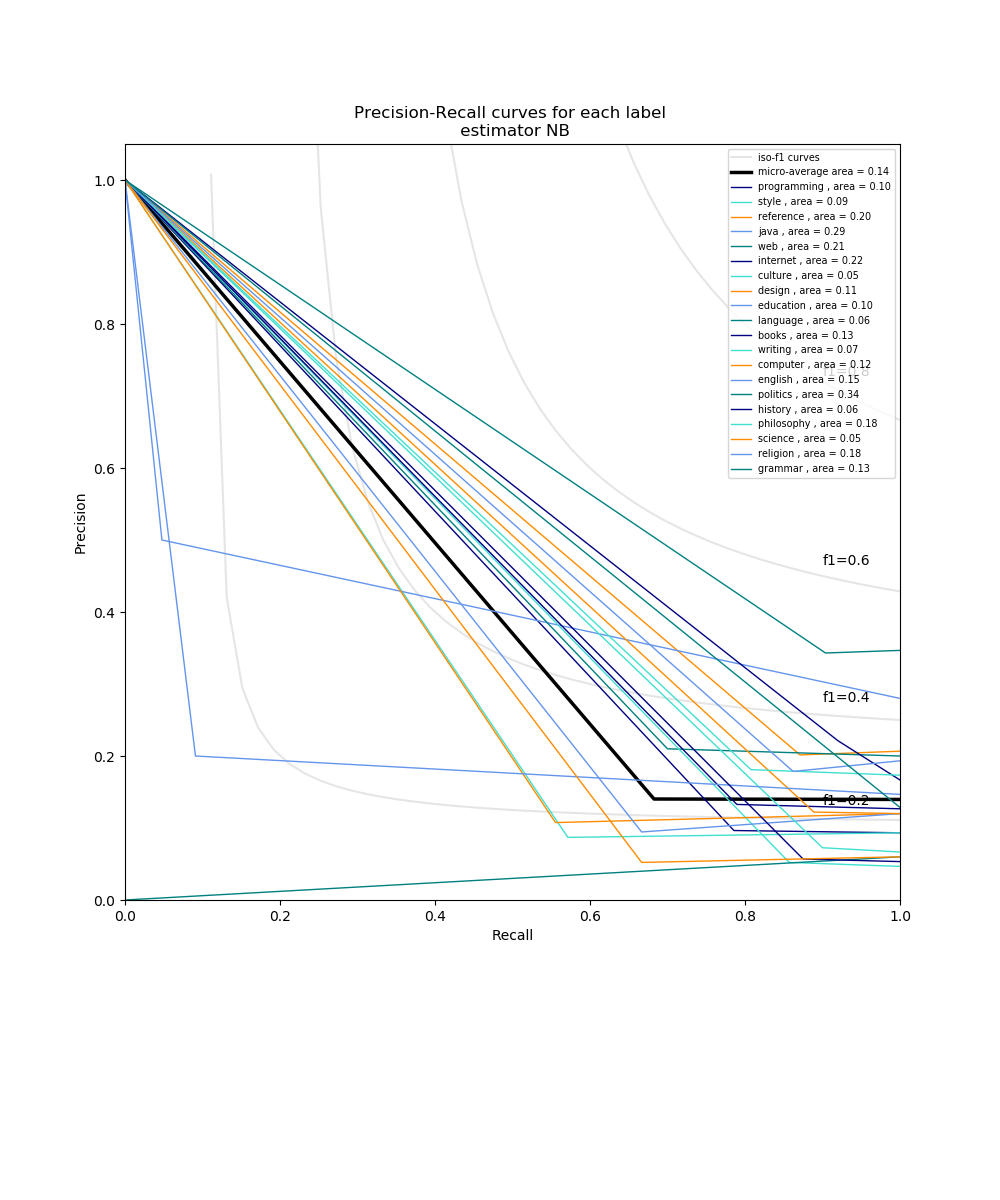 Precision-Recall curves for each label
estimator NB
iso-f1 curves
micro-average area = 0.14
programming , area = 0.10
style , area = 0.09
reference , area = 0.20
java , area = 0.29
web , area = 0.21
internet , area = 0.22
culture , area = 0.05
design , area = 0.11
education , area = 0.10
language , area = 0.06
books , area = 0.13
writing , area = 0.07
computer , area = 0.12
english , area = 0.15
politics , area = 0.34
history , area = 0.06
philosophy , area = 0.18
science , area = 0.05
religion , area = 0.18
grammar , area = 0.13
f1=0.8
f1=0.6
f1=0.4
f1=0.2
Precision
1.0
0.8
0.6
0.4
0.2
0.0
0.0 0.2 0.4 0.6 0.8 1.0
Recall